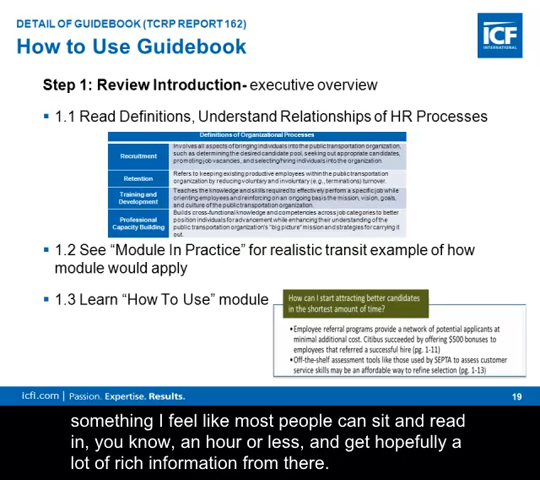 DETAIL OF GUIDEBOOK (TCRP REPORT 162)
How to Use Guidebook
ICF
INTERNATIONAL
Step 1: Review Introduction- executive overview
▪ 1.1 Read Definitions, Understand Relationships of HR Processes
Definitions of Organizational Processes
Recruitment
Involves all aspects of bringing individuals into the public transportation organization,
such as determining the desired candidate pool, seeking out appropriate candidates,
promoting job vacancies, and selecting/hiring individuals into the organization.
Retention
Refers to keeping existing productive employees within the public transportation
organization by reducing voluntary and involuntary (e.g., terminations) turnover.
Training and
Development
Teaches the knowledge and skills required to effectively perform a specific job while
orienting employees and reinforcing on an ongoing basis the mission, vision, goals,
and culture of the public transportation organization.
Professional
Capacity Building
Builds cross-functional knowledge and competencies across job categories to better
position individuals for advancement while enhancing their understanding of the
public transportation organization's "big picture" mission and strategies for carrying it
out.
▪ 1.2 See "Module In Practice" for realistic transit example of how
module would apply
▪ 1.3 Learn "How To Use" module
How can I start attracting better candidates
in the shortest amount of time?
•Employee referral programs provide a network of potential applicants at
minimal additional cost. Citibus succeeded by offering $500 bonuses to
employees that referred a successful hire (pg. 1-11)
•Off-the-shelf assessment tools like those used by SEPTA to assess customer
service skills may be an affordable way to refine selection (pg. 1-13)
icfi.com | Passion. Expertise. Results.
19
something I feel like most people can sit and read
in, you know, an hour or less, and get hopefully a
lot of rich information from there.